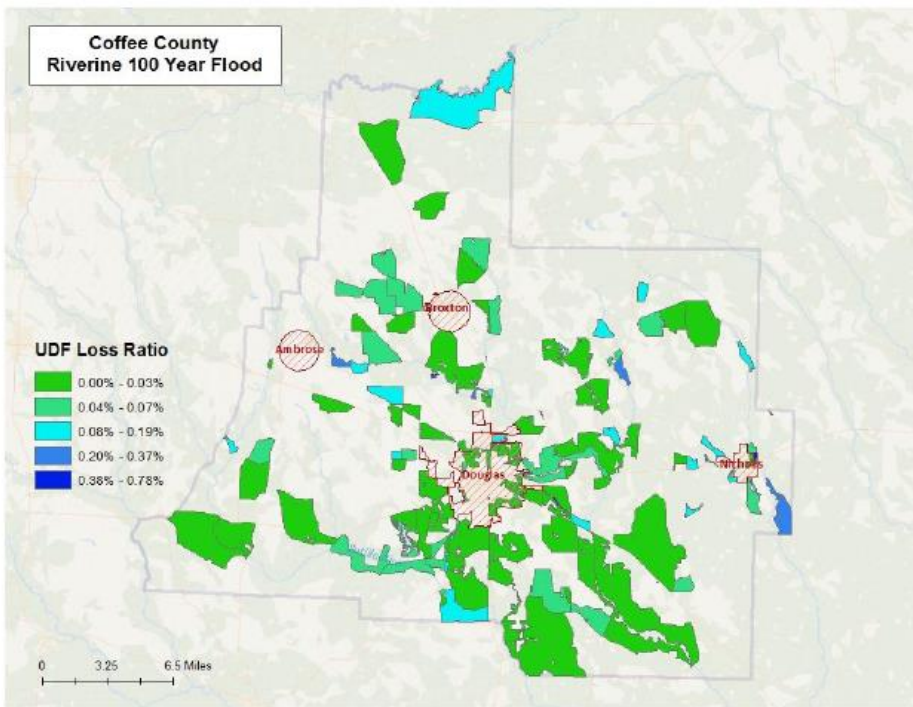 Coffee County
Riverine 100 Year Flood
Broxton
Ambrose
UDF Loss Ratio
0.00% - 0.03%
0.04% - 0.07%
0.08% - 0.19%
0.20% - 0.37%
0.38% - 0.78%
Nicholls
Douglas
0 3.25 6.5 Miles